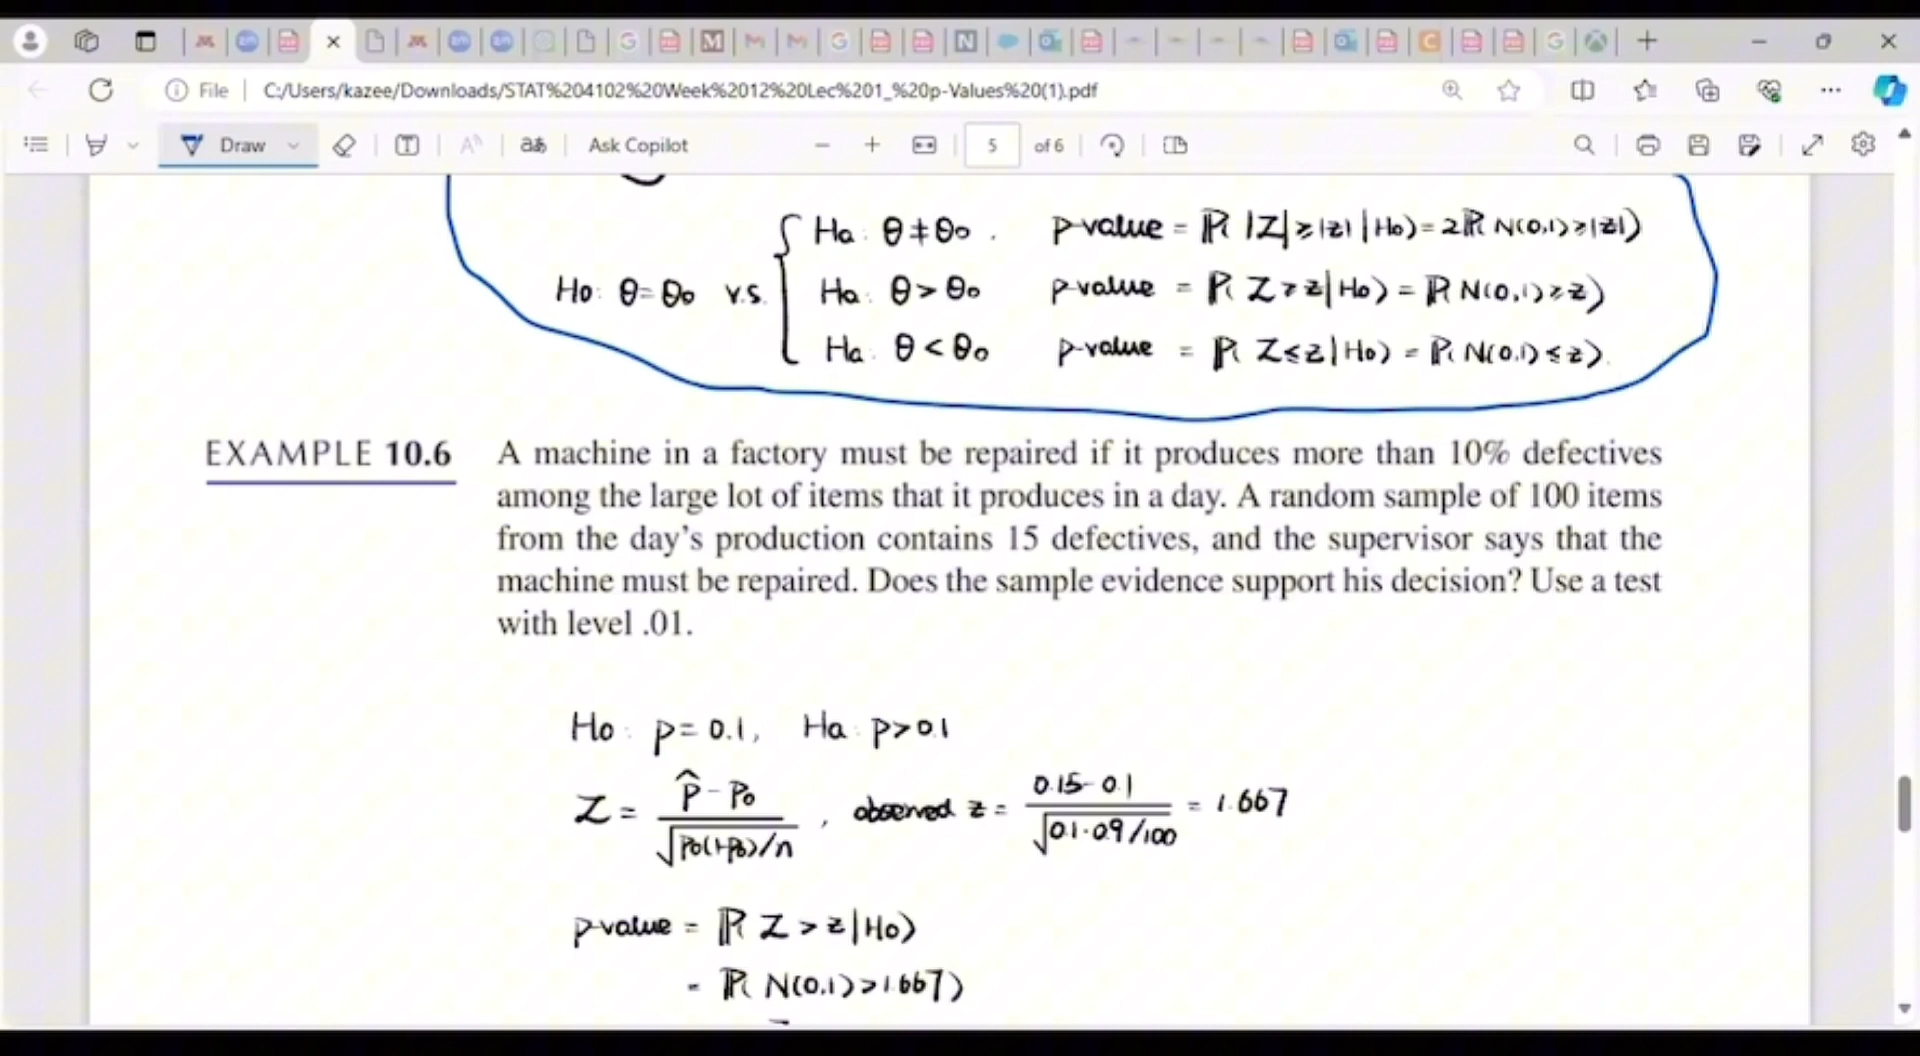 File C:/Users/kazee/Downloads/STAT%204102%20Week%2012%20Lec%201_%20p-Values%20(1).pdf
Draw Ask Copilot 5 of 6
Ha: θ ≠ θ0. p-value = P( |Z| ≥ |z| | H0) = 2P( N(0,1) ≥ |z|)
H0: θ = θ0 v.s. Ha: θ > θ0 p-value = P( Z ≥ z | H0) = P( N(0,1) ≥ z)
Ha: θ < θ0 p-value = P( Z ≤ z | H0) = P( N(0,1) ≤ z).
EXAMPLE 10.6 A machine in a factory must be repaired if it produces more than 10% defectives
among the large lot of items that it produces in a day. A random sample of 100 items
from the day's production contains 15 defectives, and the supervisor says that the
machine must be repaired. Does the sample evidence support his decision? Use a test
with level .01.
H0: p = 0.1, Ha: p > 0.1
Z = (p̂ - p0) / √(p0(1-p0)/n), observed z = (0.15 - 0.1) / √(0.1·0.9/100) = 1.667
p-value = P( Z > z | H0)
= P( N(0,1) > 1.667)